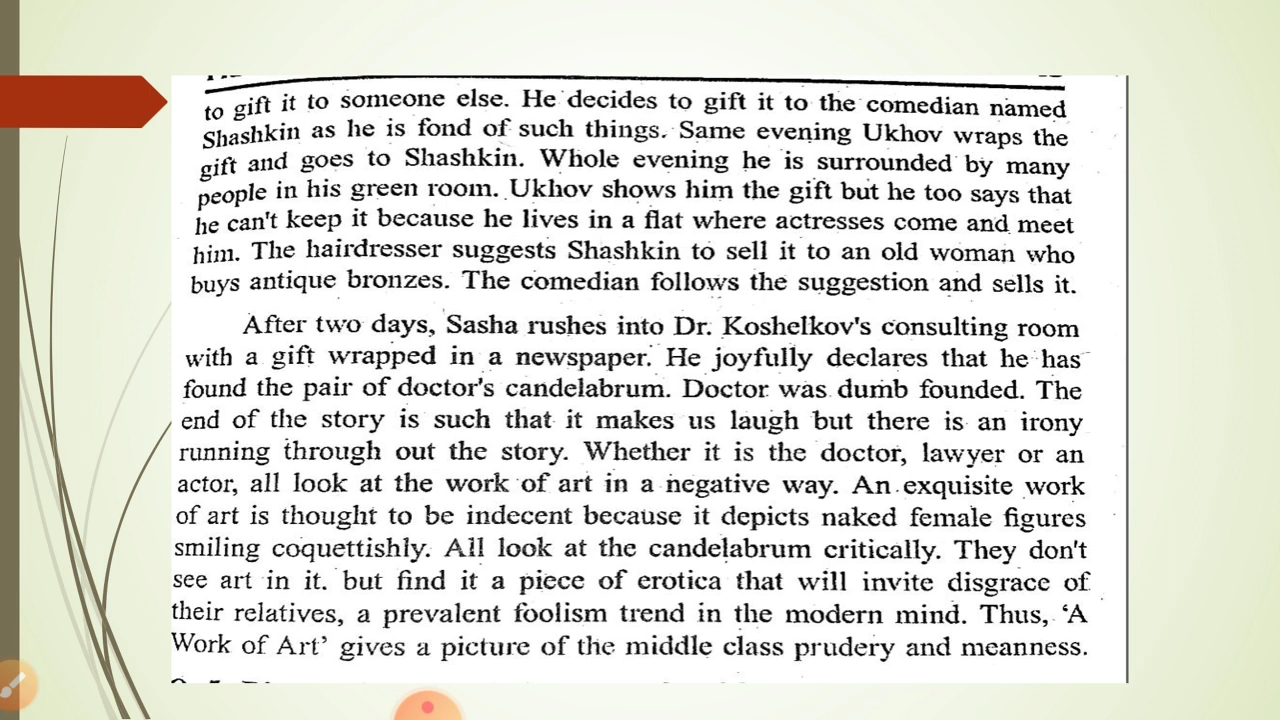 to gift it to someone else. He decides to gift it to the comedian named
Shashkin as he is fond of such things. Same evening Ukhov wraps the
gift and goes to Shashkin. Whole evening he is surrounded by many
people in his green room. Ukhov shows him the gift but he too says that
he can't keep it because he lives in a flat where actresses come and meet
him. The hairdresser suggests Shashkin to sell it to an old woman who
buys antique bronzes. The comedian follows the suggestion and sells it.
After two days, Sasha rushes into Dr. Koshelkov's consulting room
with a gift wrapped in a newspaper. He joyfully declares that he has
found the pair of doctor's candelabrum. Doctor was dumb founded. The
end of the story is such that it makes us laugh but there is an irony
running through out the story. Whether it is the doctor, lawyer or an
actor, all look at the work of art in a negative way. An exquisite work
of art is thought to be indecent because it depicts naked female figures
smiling coquettishly. All look at the candelabrum critically. They don't
see art in it. but find it a piece of erotica that will invite disgrace of
their relatives, a prevalent foolism trend in the modern mind. Thus, 'A
Work of Art' gives a picture of the middle class prudery and meanness.